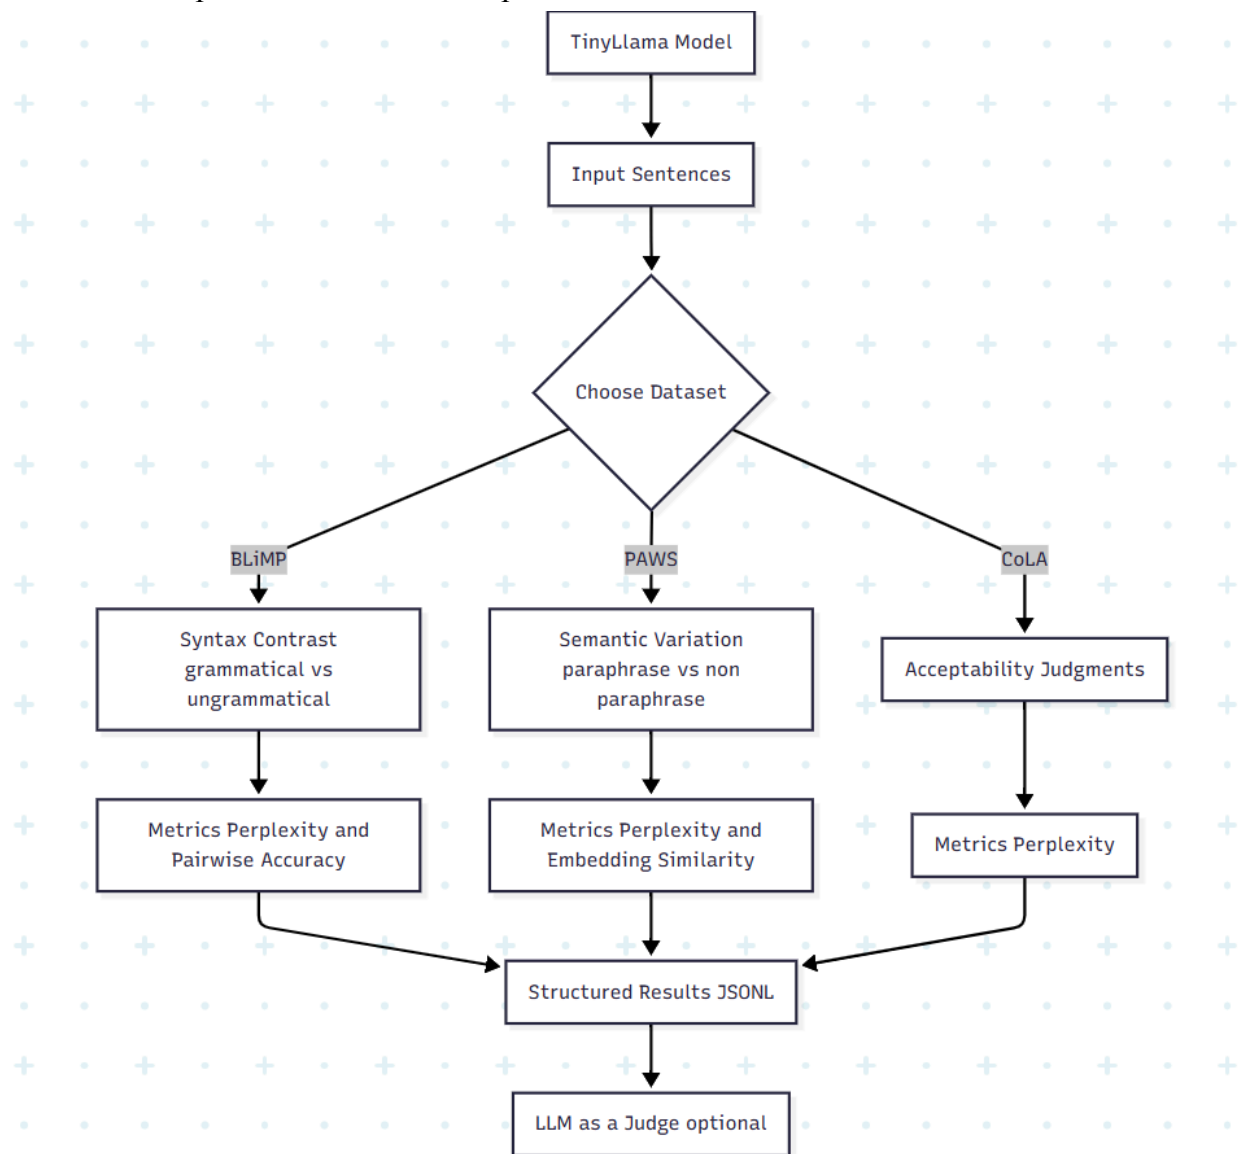 TinyLlama Model
Input Sentences
Choose Dataset
BLiMP
PAWS
CoLA
Syntax Contrast
grammatical vs
ungrammatical
Semantic Variation
paraphrase vs non
paraphrase
Acceptability Judgments
Metrics Perplexity and
Pairwise Accuracy
Metrics Perplexity and
Embedding Similarity
Metrics Perplexity
Structured Results JSONL
LLM as a Judge optional